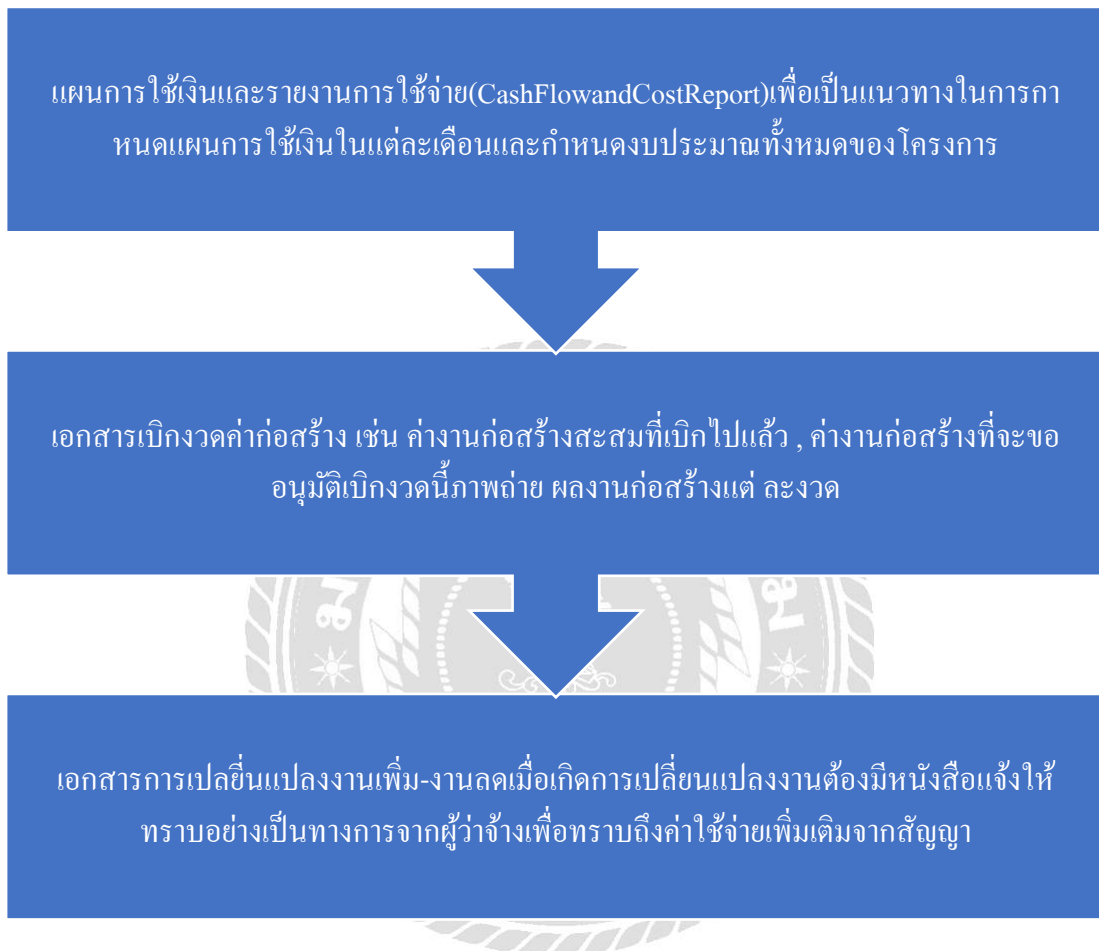 แผนการใช้เงินและรายงานการใช้จ่าย(CashFlowandCostReport)เพื่อเป็นแนวทางในการกา
หนดแผนการใช้เงินในแต่ละเดือนและกำหนดงบประมาณทั้งหมดของโครงการ
เอกสารเบิกงวดค่าก่อสร้าง เช่น ค่างานก่อสร้างสะสมที่เบิกไปแล้ว , ค่างานก่อสร้างที่จะขอ
อนุมัติเบิกงวดนี้ภาพถ่าย ผลงานก่อสร้างแต่ ละงวด
เอกสารการเปลยี่นแปลงงานเพิ่ม-งานลดเมื่อเกิดการเปลี่ยนแปลงงานต้องมีหนังสือแจ้งให้
ทราบอย่างเป็นทางการจากผู้ว่าจ้างเพื่อทราบถึงค่าใช้จ่ายเพิ่มเติมจากสัญญา